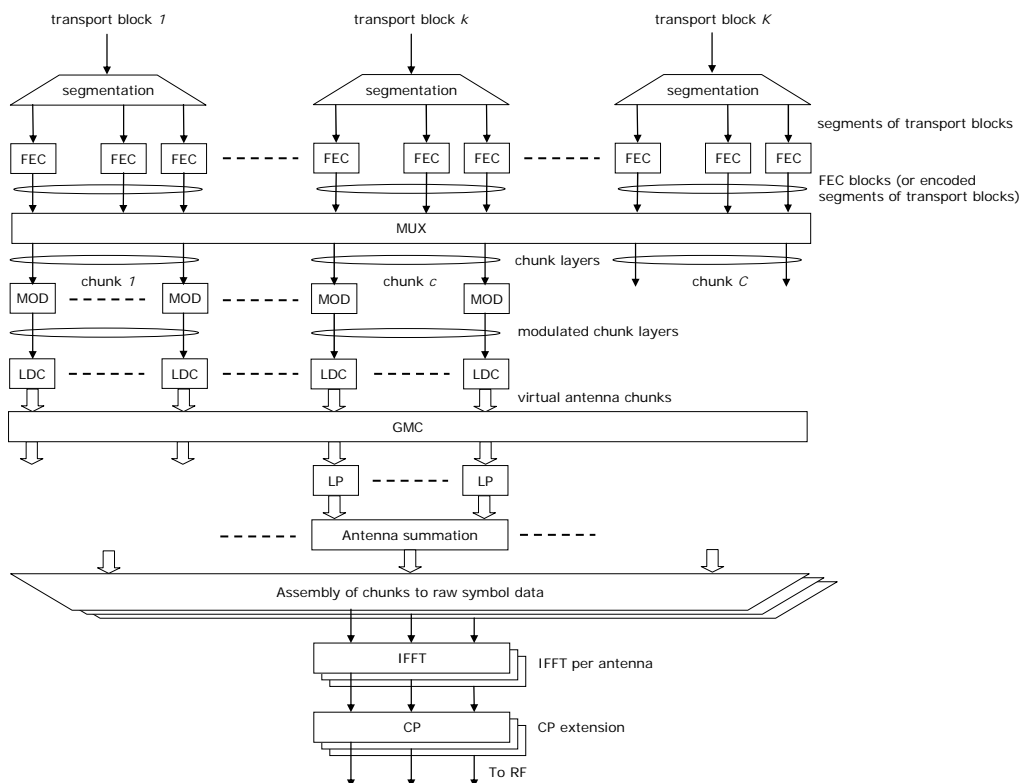 transport block 1
transport block k
transport block K
segmentation
segmentation
segmentation
segments of transport blocks
FEC
FEC
FEC
FEC
FEC
FEC
FEC
FEC
FEC
FEC blocks (or encoded
segments of transport blocks)
MUX
chunk layers
chunk 1
chunk c
chunk C
MOD
MOD
MOD
MOD
modulated chunk layers
LDC
LDC
LDC
LDC
virtual antenna chunks
GMC
LP
LP
Antenna summation
Assembly of chunks to raw symbol data
IFFT
IFFT per antenna
CP
CP extension
To RF